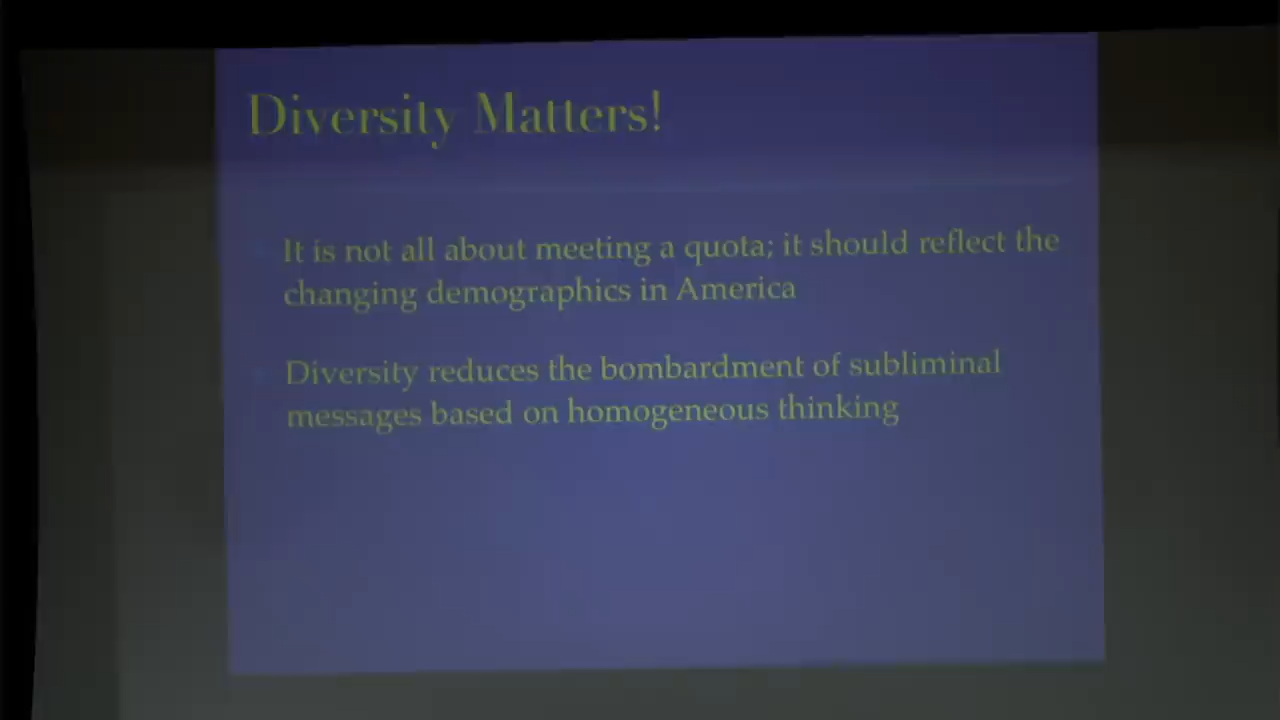 Diversity Matters!
It is not all about meeting a quota; it should reflect the
changing demographics in America
Diversity reduces the bombardment of subliminal
messages based on homogeneous thinking